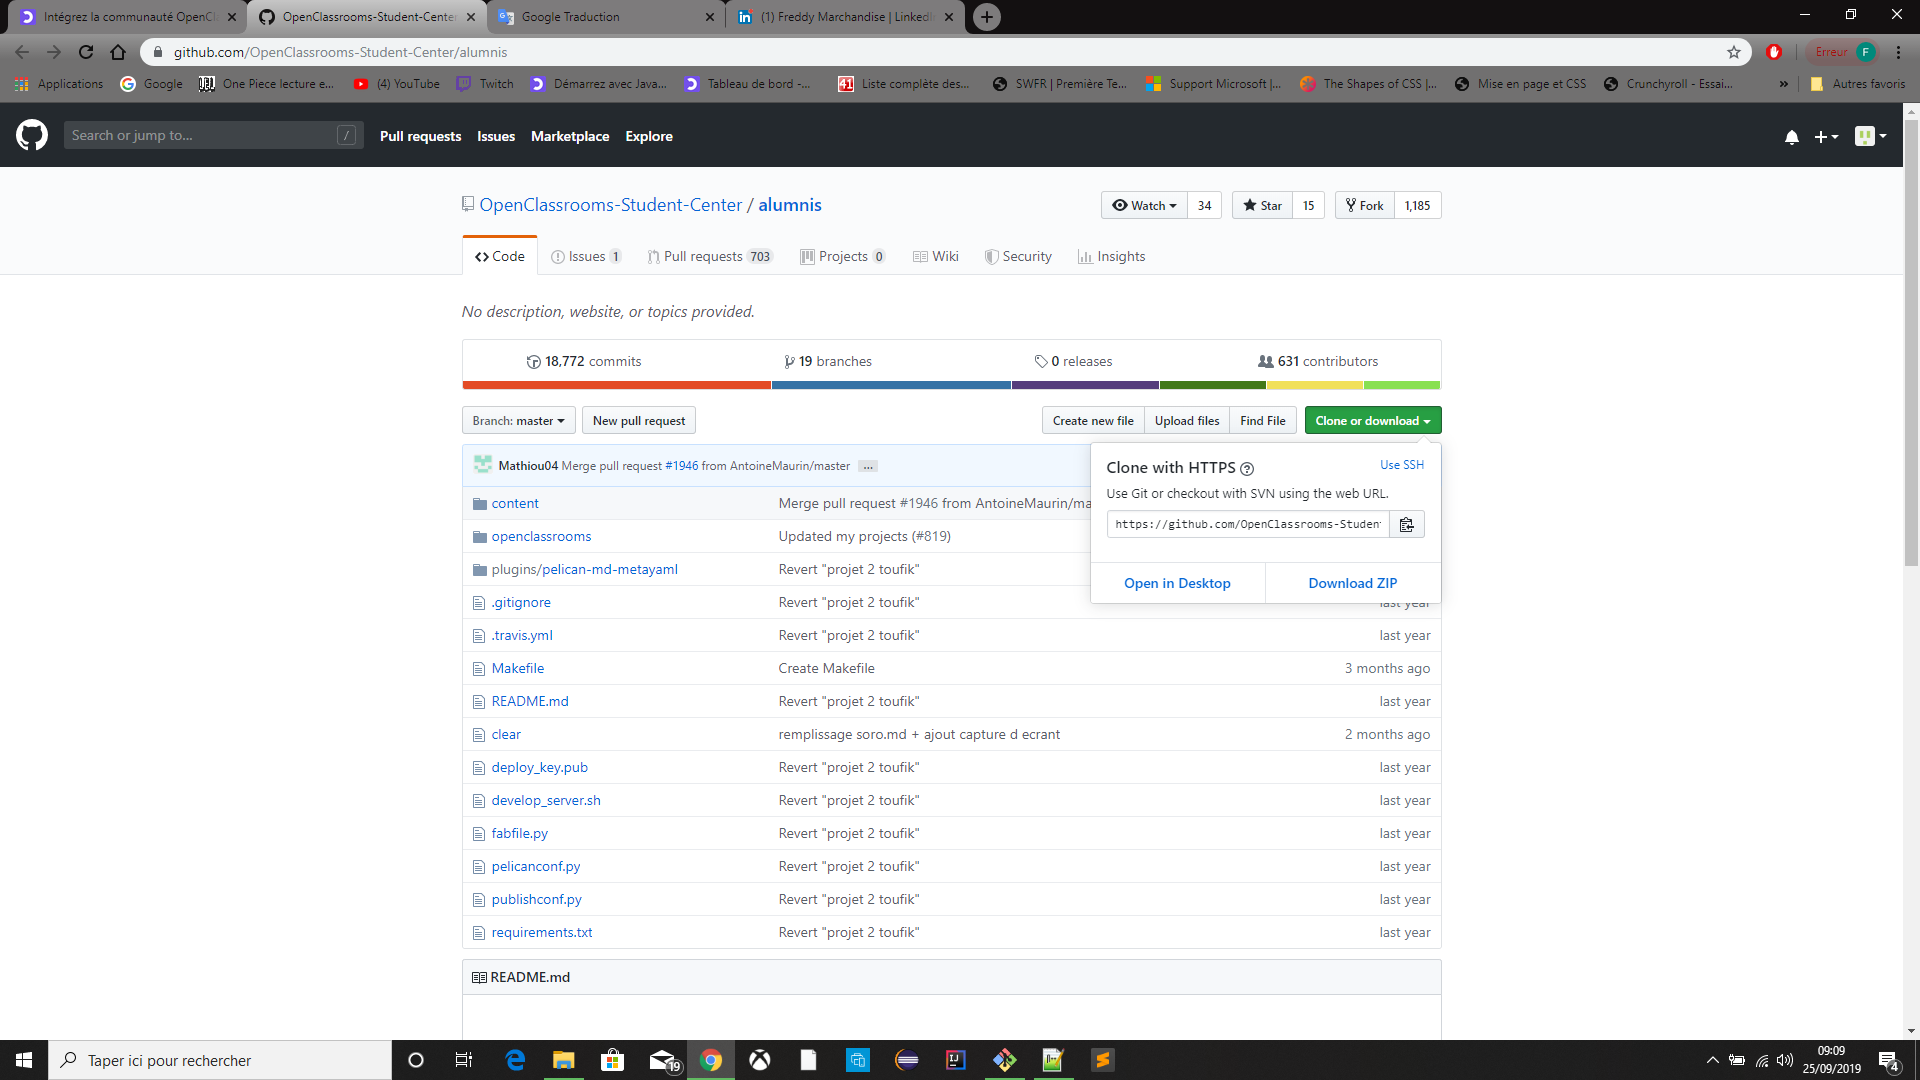 Intégrez la communauté OpenCl
OpenClassrooms-Student-Center
Google Traduction
(1) Freddy Marchandise | LinkedIn
github.com/OpenClassrooms-Student-Center/alumnis
Erreur F
Applications
Google
One Piece lecture e...
(4) YouTube
Twitch
Démarrez avec Java...
Tableau de bord -...
41
Liste complète des...
SWFR | Première Te...
Support Microsoft |...
The Shapes of CSS |...
Mise en page et CSS
Crunchyroll - Essai...
»
Autres favoris
Search or jump to...
/
Pull requests
Issues
Marketplace
Explore
OpenClassrooms-Student-Center / alumnis
Watch 34
Star 15
Fork 1,185
Code
Issues 1
Pull requests 703
Projects 0
Wiki
Security
Insights
No description, website, or topics provided.
18,772 commits
19 branches
0 releases
631 contributors
Branch: master
New pull request
Create new file
Upload files
Find File
Clone or download
Mathiou04 Merge pull request #1946 from AntoineMaurin/master ...
Clone with HTTPS
Use SSH
Use Git or checkout with SVN using the web URL.
https://github.com/OpenClassrooms-Studen
Open in Desktop
Download ZIP
content Merge pull request #1946 from AntoineMaurin/ma
openclassrooms Updated my projects (#819)
plugins/pelican-md-metayaml Revert "projet 2 toufik"
.gitignore Revert "projet 2 toufik" last year
.travis.yml Revert "projet 2 toufik" last year
Makefile Create Makefile 3 months ago
README.md Revert "projet 2 toufik" last year
clear remplissage soro.md + ajout capture d ecrant 2 months ago
deploy_key.pub Revert "projet 2 toufik" last year
develop_server.sh Revert "projet 2 toufik" last year
fabfile.py Revert "projet 2 toufik" last year
pelicanconf.py Revert "projet 2 toufik" last year
publishconf.py Revert "projet 2 toufik" last year
requirements.txt Revert "projet 2 toufik" last year
README.md
Taper ici pour rechercher
19
IJ
09:09
25/09/2019
4